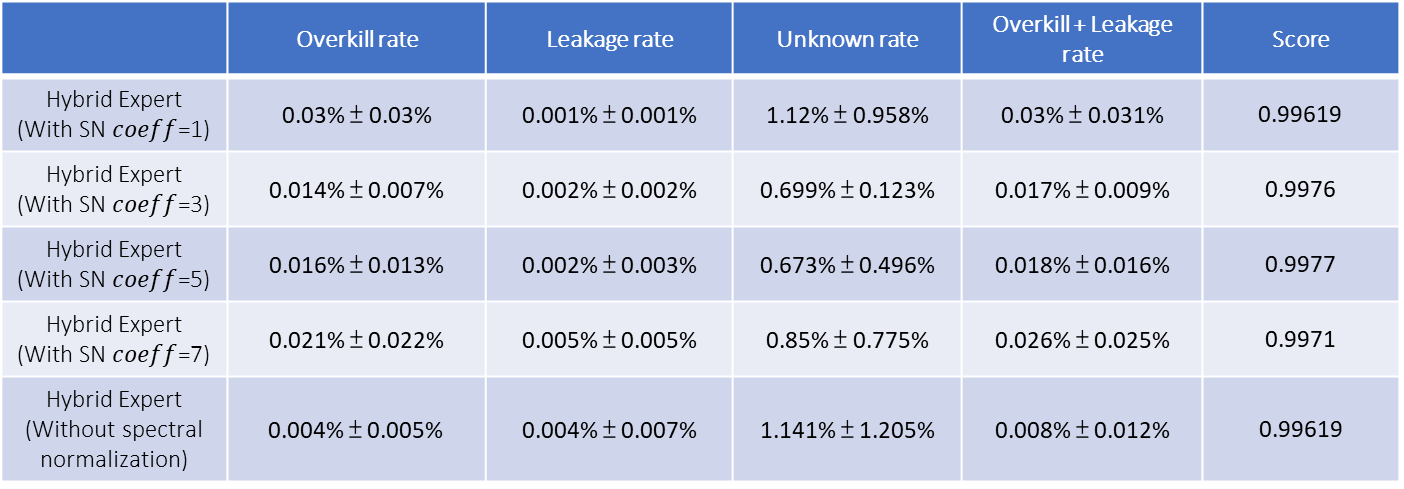 Overkill rate
Leakage rate
Unknown rate
Overkill + Leakage
rate
Score
Hybrid Expert
(With SN 𝑐𝑜𝑒𝑓𝑓=1)
0.03% ± 0.03%
0.001% ± 0.001%
1.12% ± 0.958%
0.03% ± 0.031%
0.99619
Hybrid Expert
(With SN 𝑐𝑜𝑒𝑓𝑓=3)
0.014% ± 0.007%
0.002% ± 0.002%
0.699% ± 0.123%
0.017% ± 0.009%
0.9976
Hybrid Expert
(With SN 𝑐𝑜𝑒𝑓𝑓=5)
0.016% ± 0.013%
0.002% ± 0.003%
0.673% ± 0.496%
0.018% ± 0.016%
0.9977
Hybrid Expert
(With SN 𝑐𝑜𝑒𝑓𝑓=7)
0.021% ± 0.022%
0.005% ± 0.005%
0.85% ± 0.775%
0.026% ± 0.025%
0.9971
Hybrid Expert
(Without spectral
normalization)
0.004% ± 0.005%
0.004% ± 0.007%
1.141% ± 1.205%
0.008% ± 0.012%
0.99619